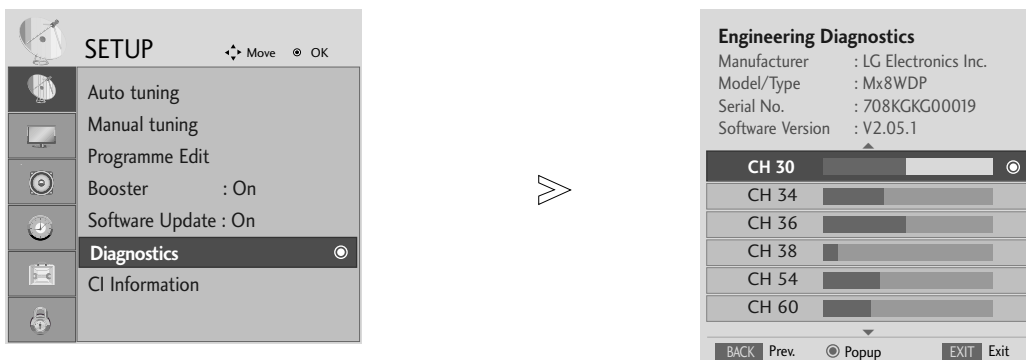 SETUP
Move OK
Auto tuning
Manual tuning
Programme Edit
Booster : On
Software Update : On
Diagnostics
CI Information
Engineering Diagnostics
Manufacturer : LG Electronics Inc.
Model/Type : Mx8WDP
Serial No. : 708KGKG00019
Software Version : V2.05.1
CH 30
CH 34
CH 36
CH 38
CH 54
CH 60
BACK Prev. Popup EXIT Exit